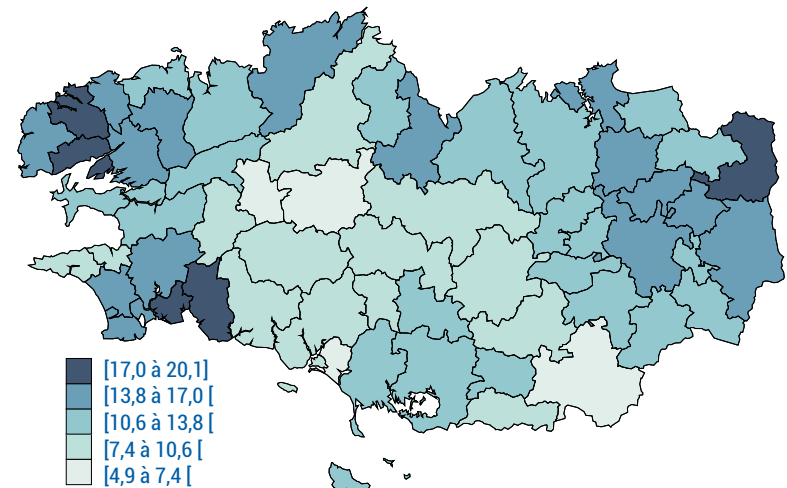 [17,0 à 20,1]
[13,8 à 17,0 [
[10,6 à 13,8 [
[7,4 à 10,6 [
[4,9 à 7,4 [